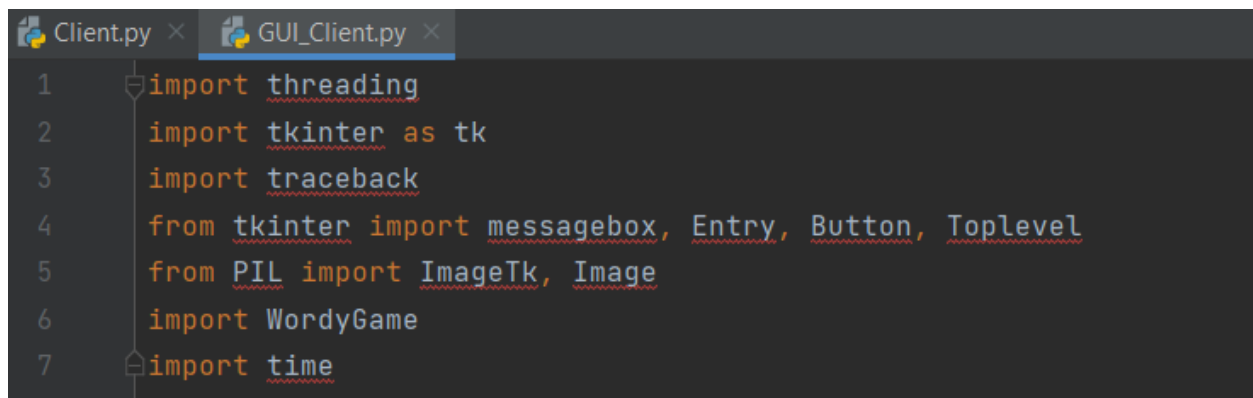 Client.py GUI_Client.py
1 import threading
2 import tkinter as tk
3 import traceback
4 from tkinter import messagebox, Entry, Button, Toplevel
5 from PIL import ImageTk, Image
6 import WordyGame
7 import time